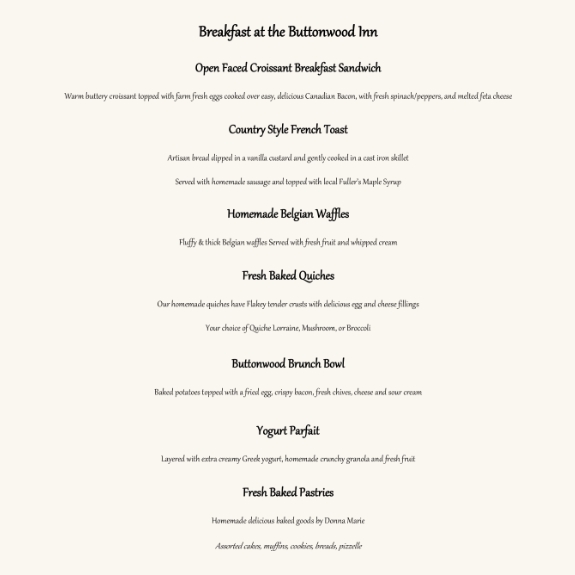 Breakfast at the Buttonwood Inn
Open Faced Croissant Breakfast Sandwich
Warm buttery croissant topped with farm fresh eggs cooked over easy, delicious Canadian Bacon, with fresh spinach/peppers, and melted feta cheese
Country Style French Toast
Artisan bread dipped in a vanilla custard and gently cooked in a cast iron skillet
Served with homemade sausage and topped with local Fuller's Maple Syrup
Homemade Belgian Waffles
Fluffy & thick Belgian waffles Served with fresh fruit and whipped cream
Fresh Baked Quiches
Our homemade quiches have Flakey tender crusts with delicious egg and cheese fillings
Your choice of Quiche Lorraine, Mushroom, or Broccoli
Buttonwood Brunch Bowl
Baked potatoes topped with a fried egg, crispy bacon, fresh chives, cheese and sour cream
Yogurt Parfait
Layered with extra creamy Greek yogurt, homemade crunchy granola and fresh fruit
Fresh Baked Pastries
Homemade delicious baked goods by Donna Marie
Assorted cakes, muffins, cookies, breads, pizzelle